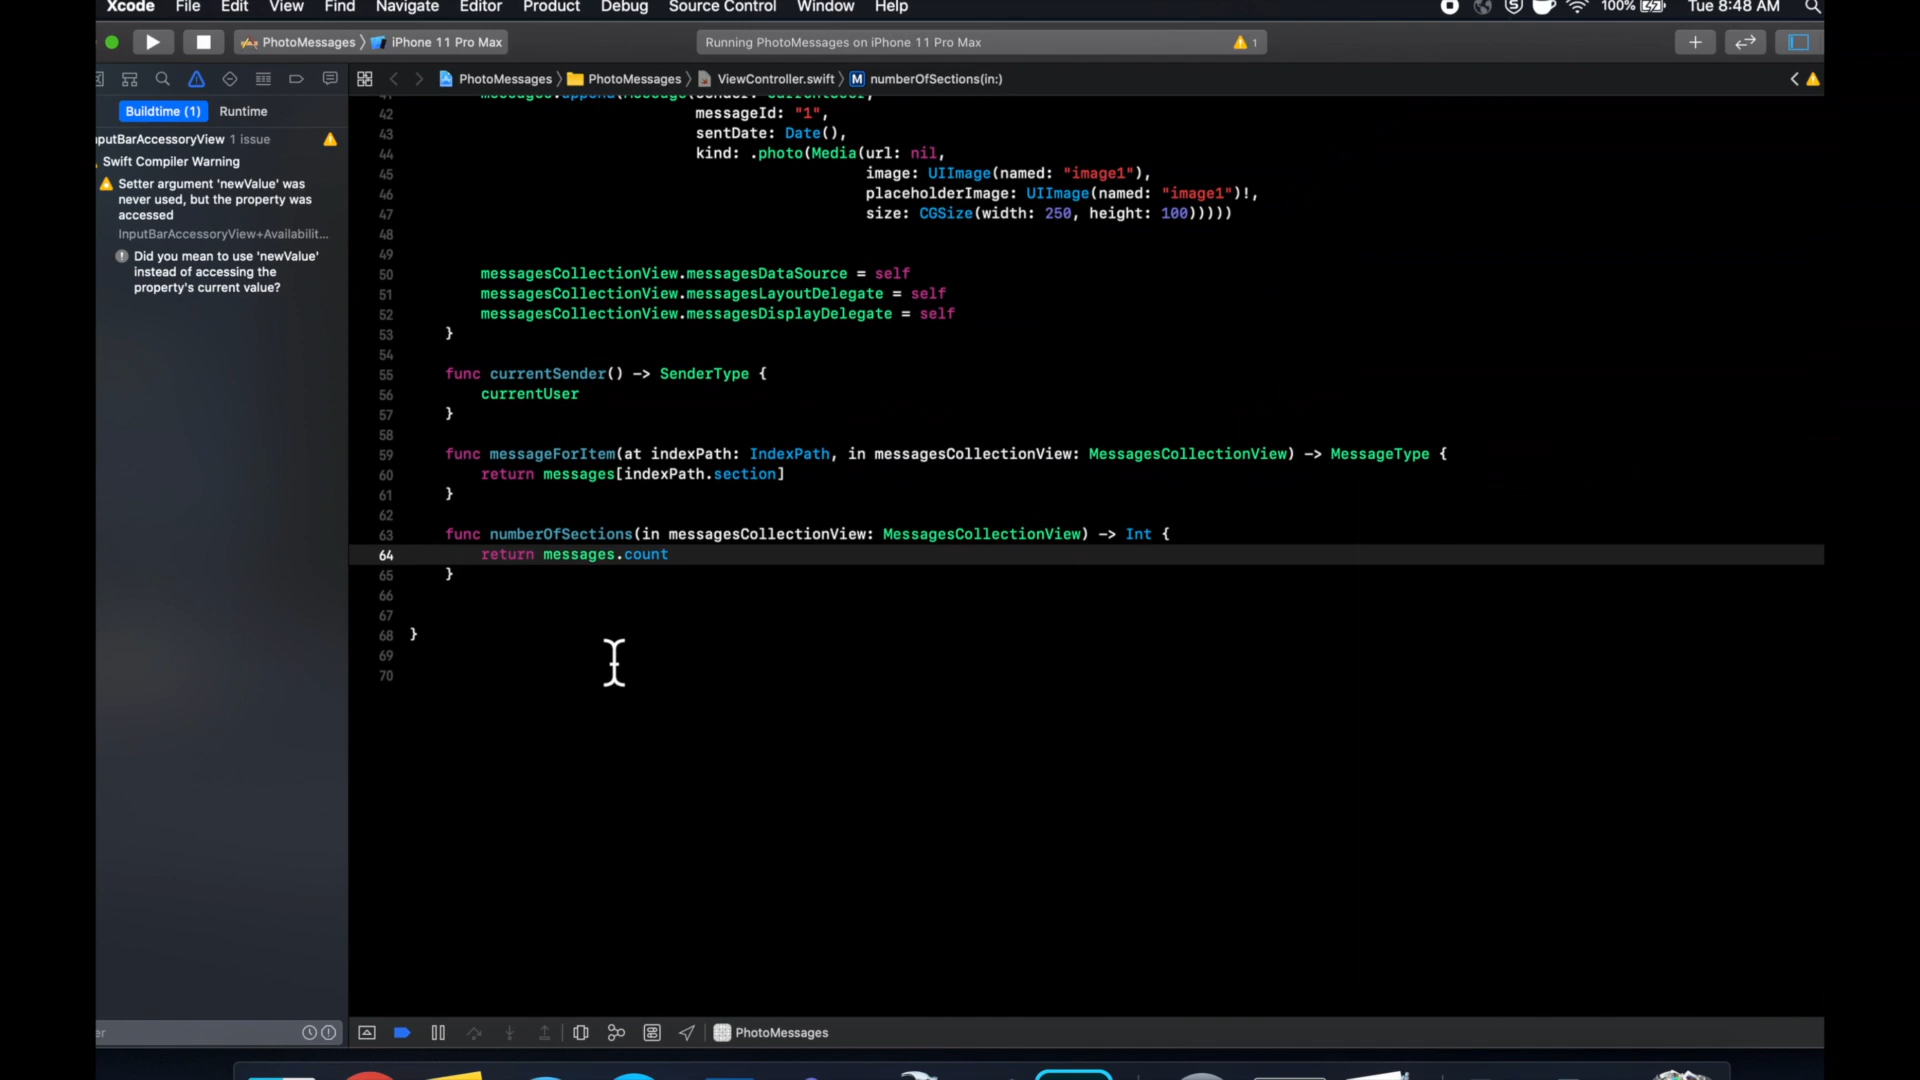 Xcode File Edit View Find Navigate Editor Product Debug Source Control Window Help 100% Tue 8:48 AM
PhotoMessages 〉 iPhone 11 Pro Max Running PhotoMessages on iPhone 11 Pro Max 1
PhotoMessages 〉 PhotoMessages 〉 ViewController.swift 〉 M numberOfSections(in:)
Buildtime (1) Runtime
putBarAccessoryView 1 issue
Swift Compiler Warning
Setter argument 'newValue' was
never used, but the property was
accessed
InputBarAccessoryView+Availabilit...
Did you mean to use 'newValue'
instead of accessing the
property's current value?
42 messageId: "1",
43 sentDate: Date(),
44 kind: .photo(Media(url: nil,
45 image: UIImage(named: "image1"),
46 placeholderImage: UIImage(named: "image1")!,
47 size: CGSize(width: 250, height: 100)))))
48
49
50 messagesCollectionView.messagesDataSource = self
51 messagesCollectionView.messagesLayoutDelegate = self
52 messagesCollectionView.messagesDisplayDelegate = self
53 }
54
55 func currentSender() -> SenderType {
56 currentUser
57 }
58
59 func messageForItem(at indexPath: IndexPath, in messagesCollectionView: MessagesCollectionView) -> MessageType {
60 return messages[indexPath.section]
61 }
62
63 func numberOfSections(in messagesCollectionView: MessagesCollectionView) -> Int {
64 return messages.count
65 }
66
67
68 }
69
70
er PhotoMessages